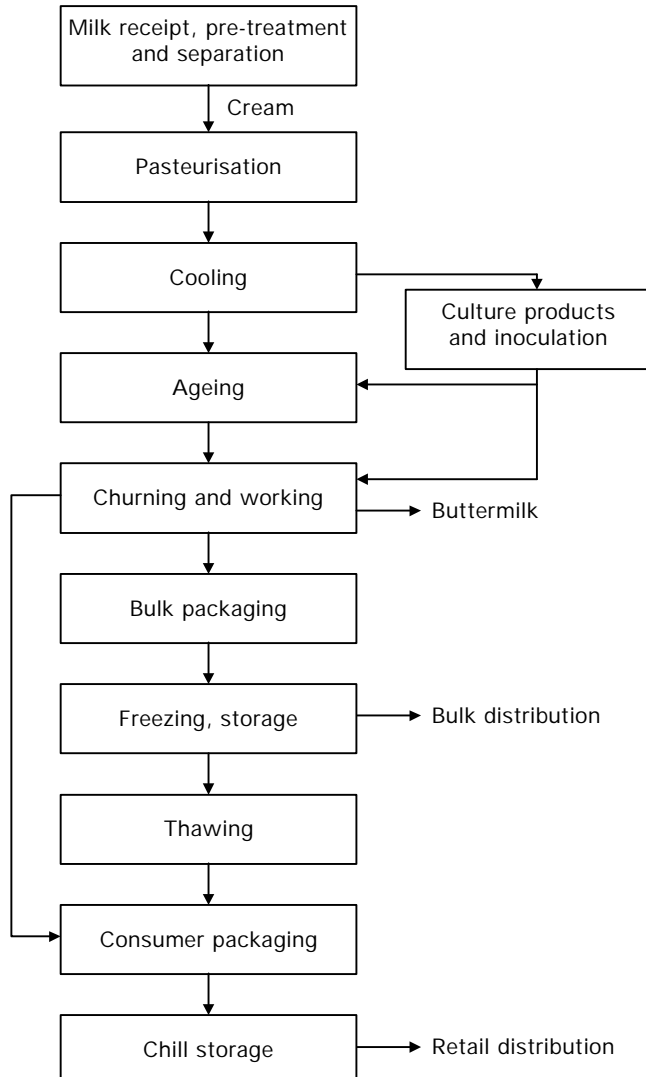 Milk receipt, pre-treatment
and separation
Cream
Pasteurisation
Cooling
Culture products
and inoculation
Ageing
Churning and working
Buttermilk
Bulk packaging
Freezing, storage
Bulk distribution
Thawing
Consumer packaging
Chill storage
Retail distribution